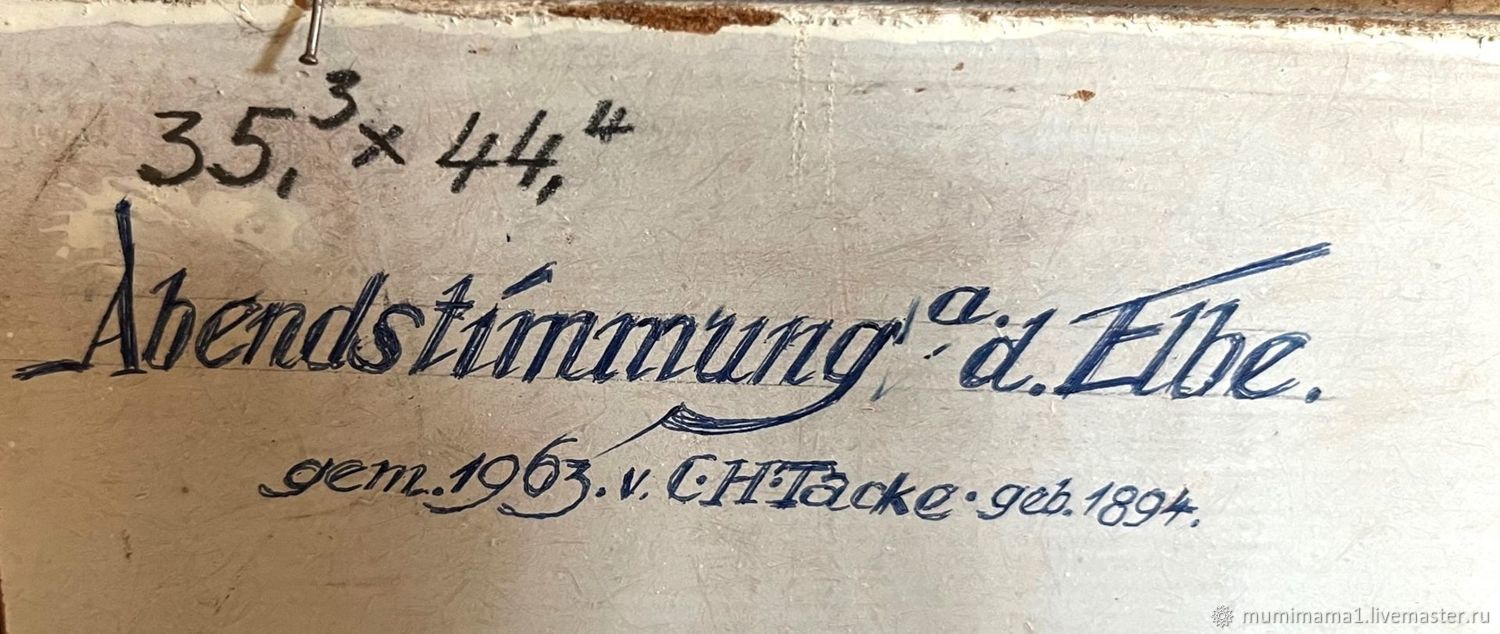 35,3 x 44,4
Abendstimmung a. d. Elbe.
gem. 1963. v. C. H. Tacke · geb. 1894.
mumimama1.livemaster.ru